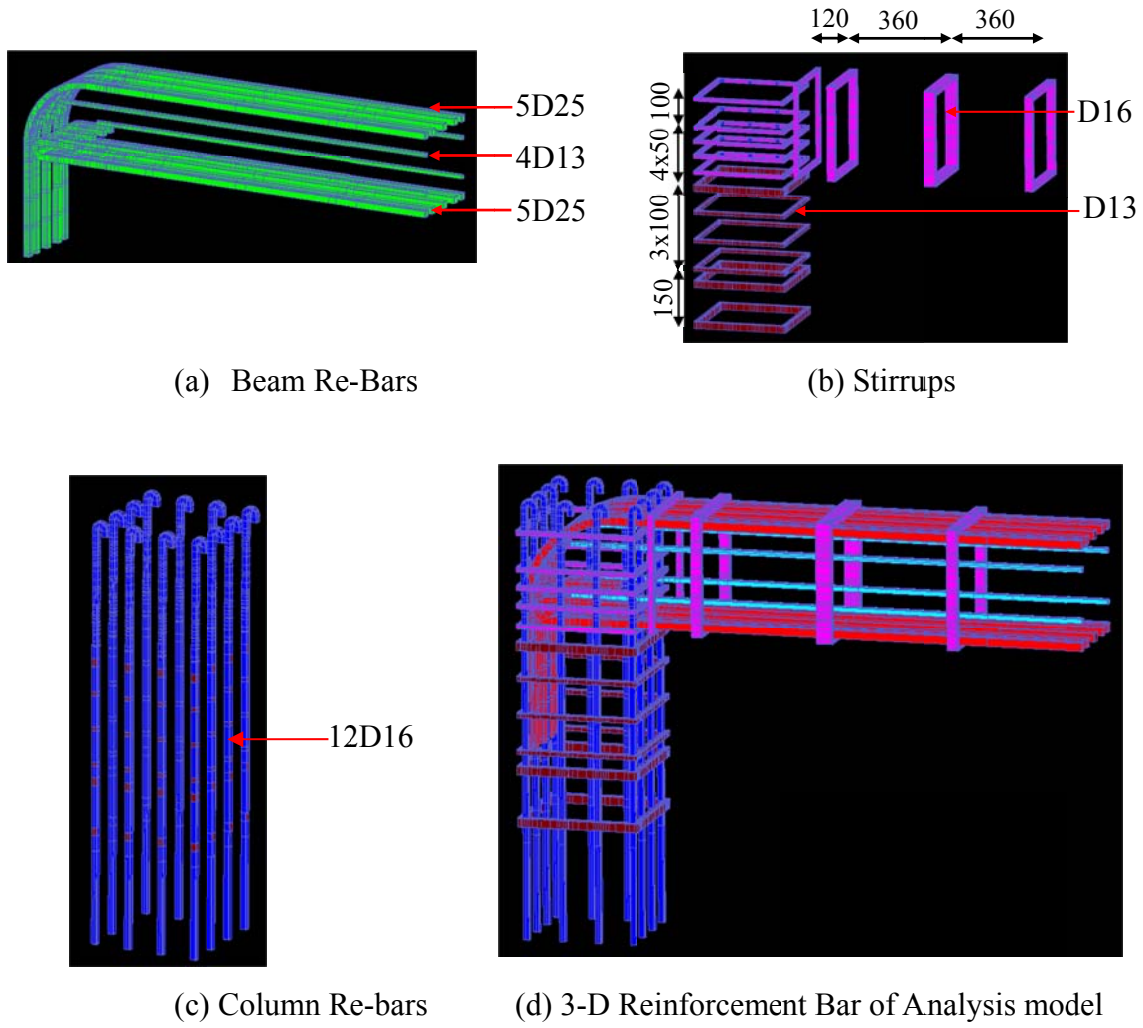 120 360 360
5D25
4D13
5D25
100
4x50
3x100
150
D16
D13
(a) Beam Re-Bars
(b) Stirrups
12D16
(c) Column Re-bars
(d) 3-D Reinforcement Bar of Analysis model